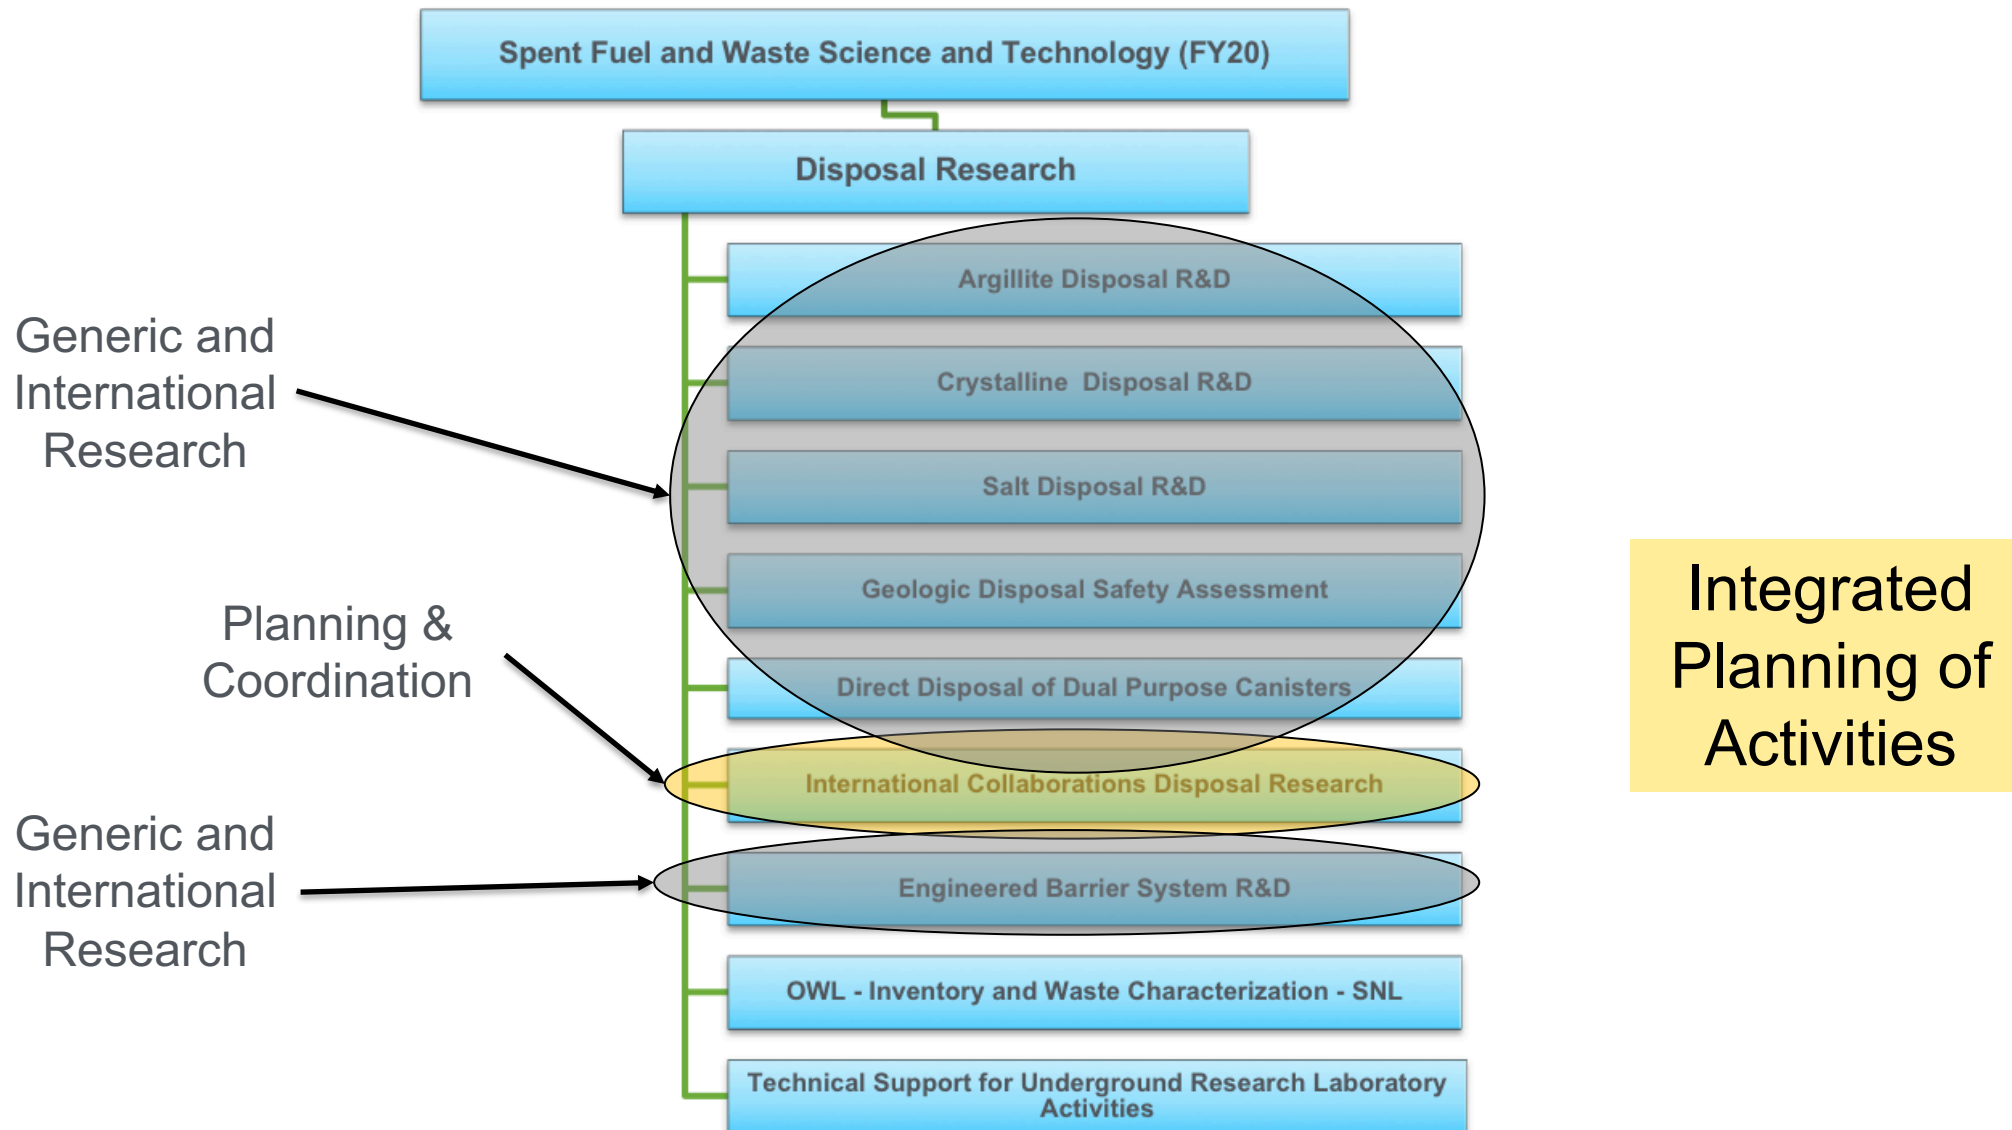 Spent Fuel and Waste Science and Technology (FY20)
Disposal Research
Argillite Disposal R&D
Crystalline Disposal R&D
Salt Disposal R&D
Geologic Disposal Safety Assessment
Direct Disposal of Dual Purpose Canisters
International Collaborations Disposal Research
Engineered Barrier System R&D
OWL - Inventory and Waste Characterization - SNL
Technical Support for Underground Research Laboratory
Activities
Generic and
International
Research
Planning &
Coordination
Generic and
International
Research
Integrated
Planning of
Activities